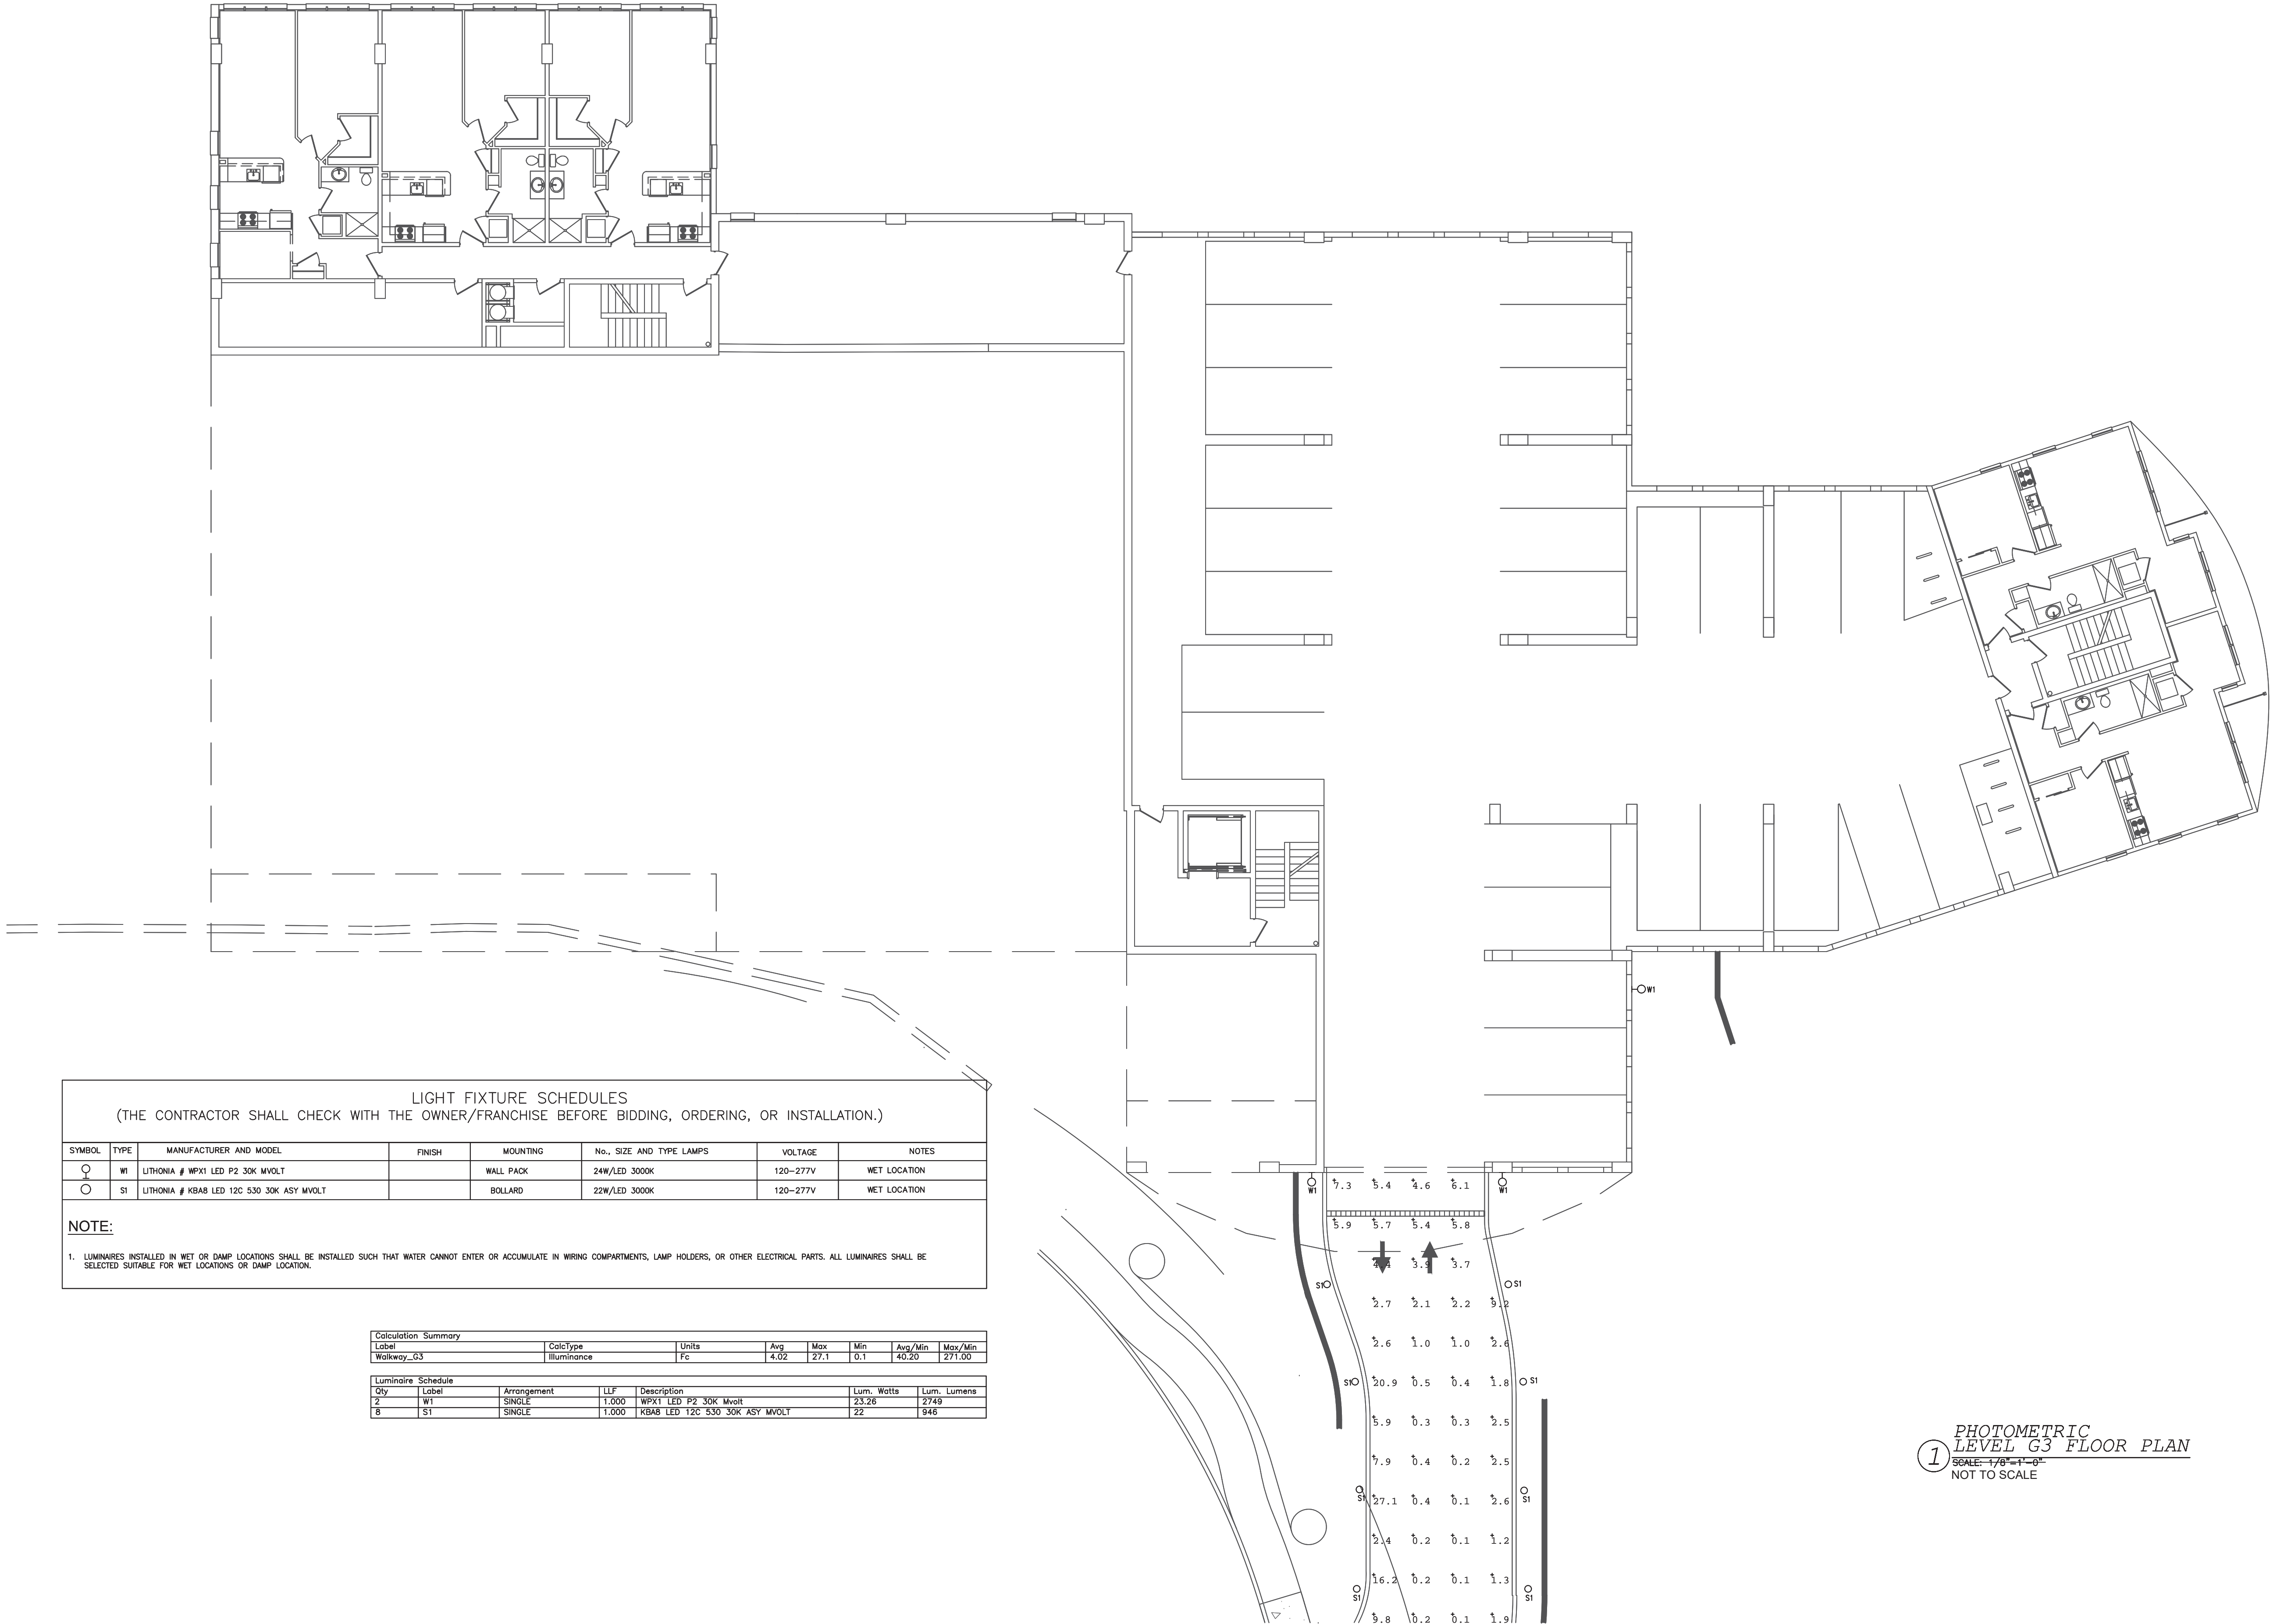 W1
LIGHT FIXTURE SCHEDULES
(THE CONTRACTOR SHALL CHECK WITH THE OWNER/FRANCHISE BEFORE BIDDING, ORDERING, OR INSTALLATION.)
SYMBOL TYPE MANUFACTURER AND MODEL FINISH MOUNTING No., SIZE AND TYPE LAMPS VOLTAGE NOTES
W1 LITHONIA # WPX1 LED P2 30K MVOLT WALL PACK 24W/LED 3000K 120-277V WET LOCATION
S1 LITHONIA # KBA8 LED 12C 530 30K ASY MVOLT BOLLARD 22W/LED 3000K 120-277V WET LOCATION
NOTE:
1. LUMINAIRES INSTALLED IN WET OR DAMP LOCATIONS SHALL BE INSTALLED SUCH THAT WATER CANNOT ENTER OR ACCUMULATE IN WIRING COMPARTMENTS, LAMP HOLDERS, OR OTHER ELECTRICAL PARTS. ALL LUMINAIRES SHALL BE
SELECTED SUITABLE FOR WET LOCATIONS OR DAMP LOCATION.
Calculation Summary
Label CalcType Units Avg Max Min Avg/Min Max/Min
Walkway_G3 Illuminance Fc 4.02 27.1 0.1 40.20 271.00
Luminaire Schedule
Qty Label Arrangement LLF Description Lum. Watts Lum. Lumens
2 W1 SINGLE 1.000 WPX1 LED P2 30K Mvolt 23.26 2749
8 S1 SINGLE 1.000 KBA8 LED 12C 530 30K ASY MVOLT 22 946
W1 7.3 5.4 4.6 6.1 W1
5.9 5.7 5.4 5.8
3.9 3.7
S1 S1
2.7 2.1 2.2 9.2
2.6 1.0 1.0 2.6
S1 20.9 0.5 0.4 1.8 S1
5.9 0.3 0.3 2.5
7.9 0.4 0.2 2.5
S1 27.1 0.4 0.1 2.6 S1
2.4 0.2 0.1 1.2
16.2 0.2 0.1 1.3
S1 S1
9.8 0.2 0.1 1.9
1
PHOTOMETRIC
LEVEL G3 FLOOR PLAN
SCALE: 1/8"=1'-0"
NOT TO SCALE